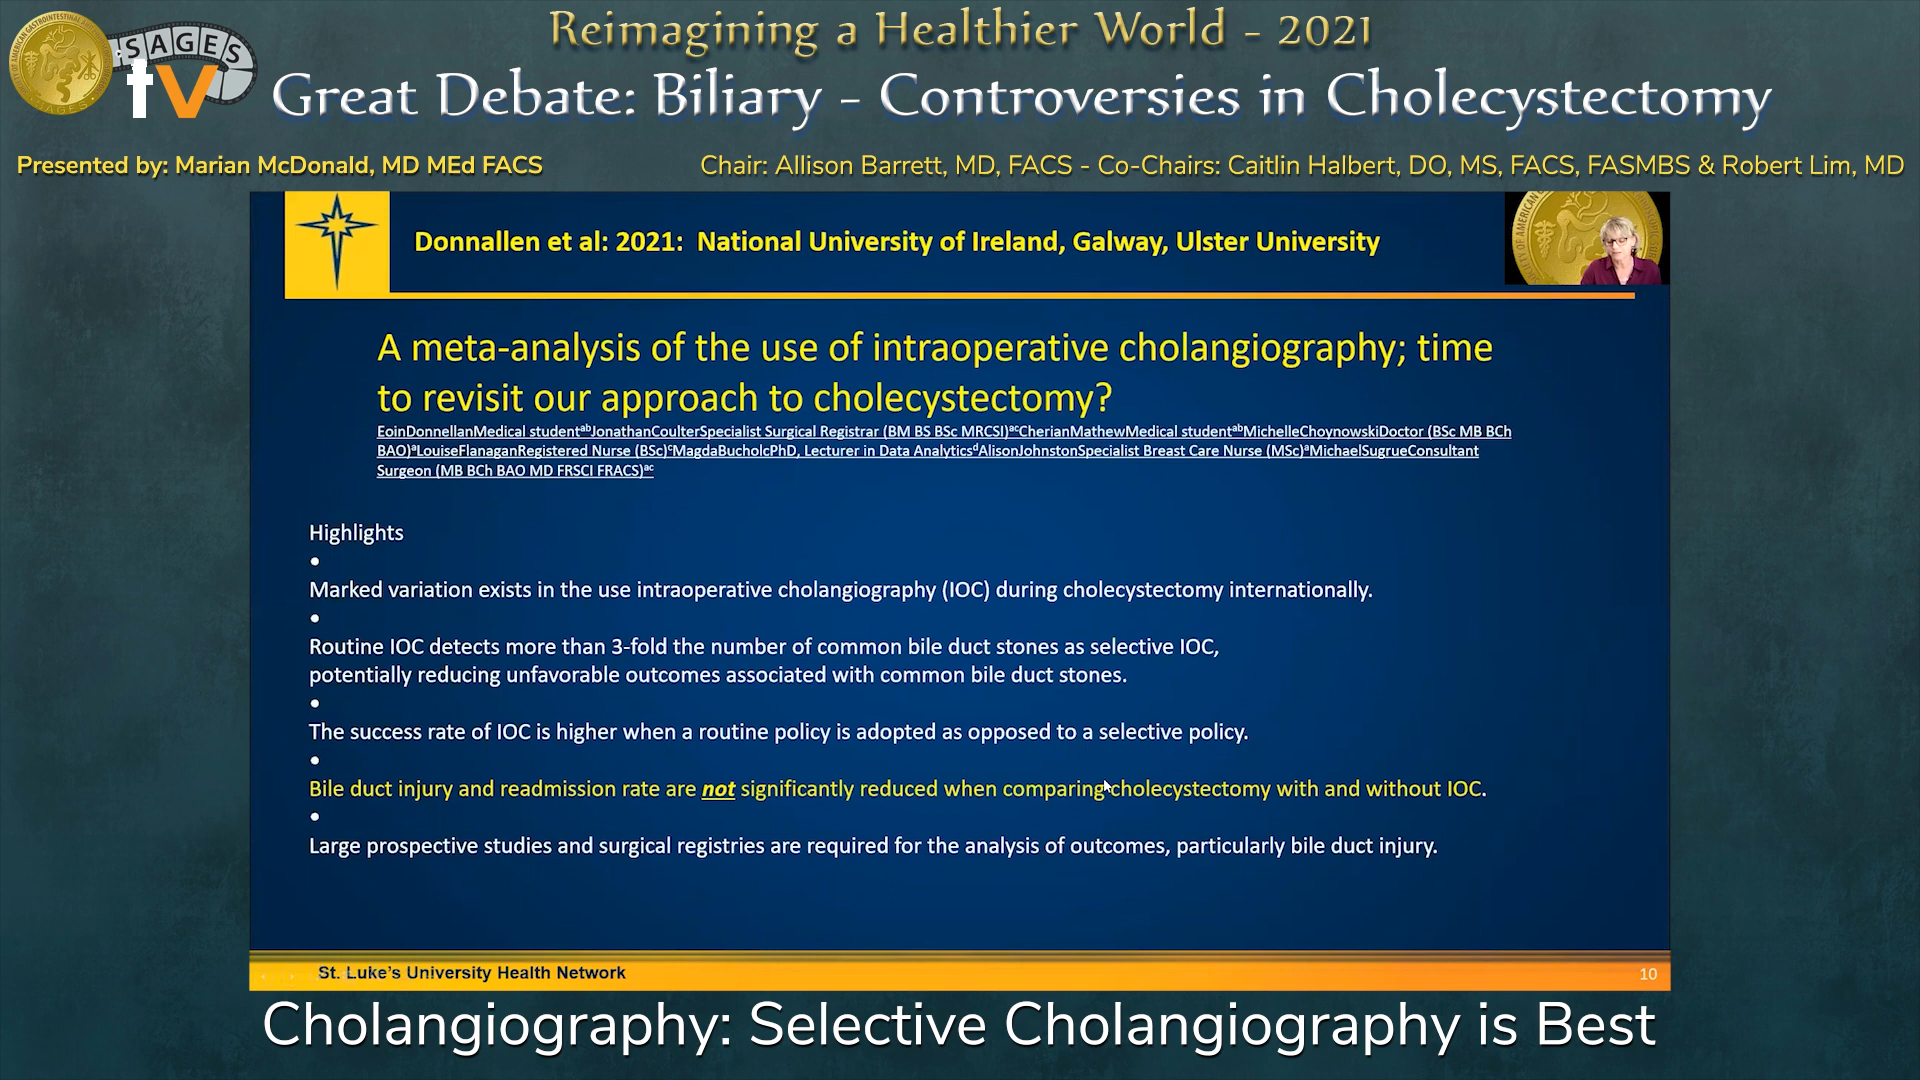 Reimagining a Healthier World - 2021
SAGES
tv
Great Debate: Biliary - Controversies in Cholecystectomy
Presented by: Marian McDonald, MD MEd FACS
Chair: Allison Barrett, MD, FACS - Co-Chairs: Caitlin Halbert, DO, MS, FACS, FASMBS & Robert Lim, MD
Donnallen et al: 2021: National University of Ireland, Galway, Ulster University
A meta-analysis of the use of intraoperative cholangiography; time
to revisit our approach to cholecystectomy?
EoinDonnellanMedical studentabJonathanCoulterSpecialist Surgical Registrar (BM BS BSc MRCSI)acCherianMathewMedical studentabMichelleChoynowskiDoctor (BSc MB BCh
BAO)aLouiseFlanaganRegistered Nurse (BSc)cMagdaBucholcPhD, Lecturer in Data AnalyticsdAlisonJohnstonSpecialist Breast Care Nurse (MSc)aMichaelSugrueConsultant
Surgeon (MB BCh BAO MD FRSCI FRACS)ac
Highlights
•
Marked variation exists in the use intraoperative cholangiography (IOC) during cholecystectomy internationally.
•
Routine IOC detects more than 3-fold the number of common bile duct stones as selective IOC,
potentially reducing unfavorable outcomes associated with common bile duct stones.
•
The success rate of IOC is higher when a routine policy is adopted as opposed to a selective policy.
•
Bile duct injury and readmission rate are not significantly reduced when comparing cholecystectomy with and without IOC.
•
Large prospective studies and surgical registries are required for the analysis of outcomes, particularly bile duct injury.
St. Luke's University Health Network
10
Cholangiography: Selective Cholangiography is Best